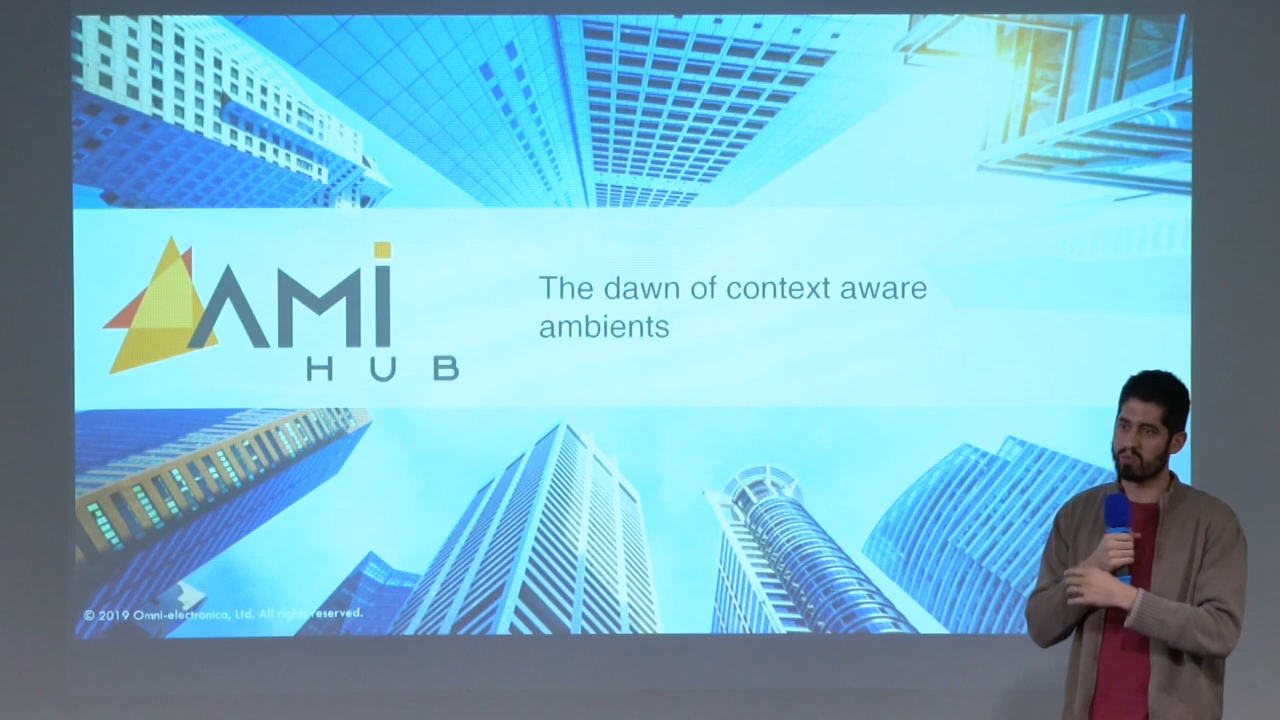 AMI
HUB
The dawn of context aware
ambients
© 2019 Omni-electronica, Ltd. All rights reserved.